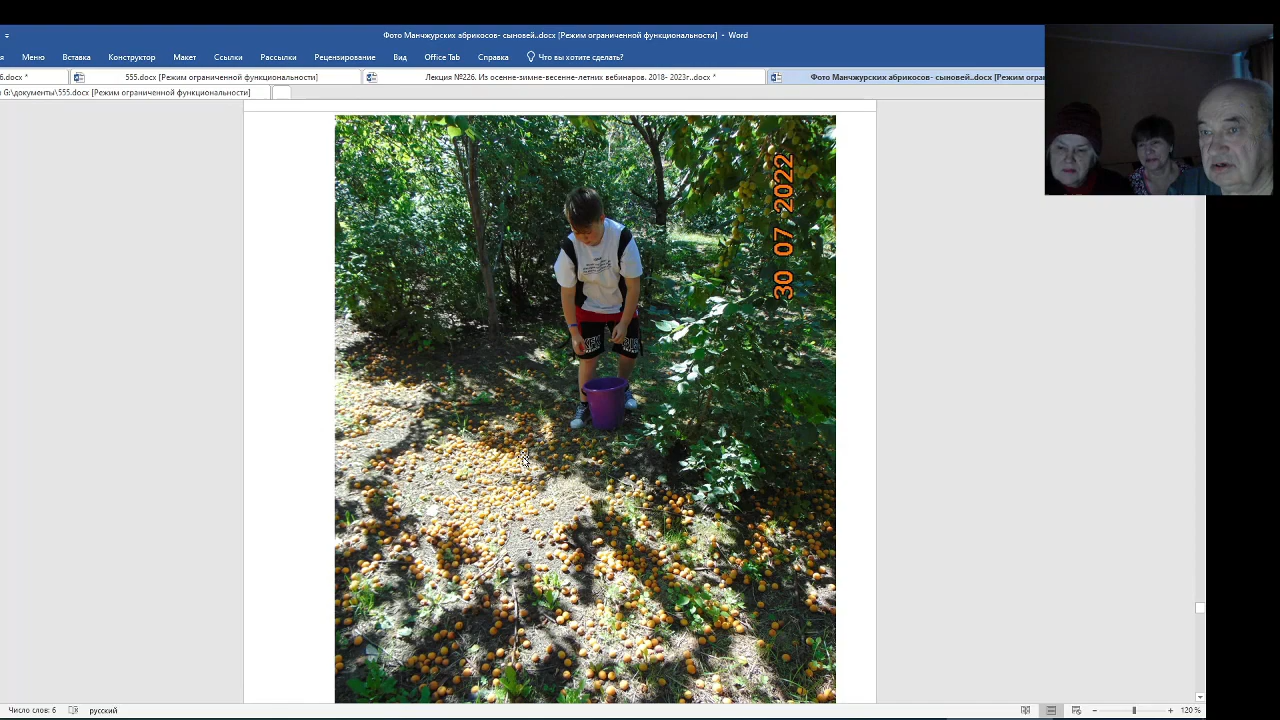 Фото Манчжурских абрикосов- сыновей..docx [Режим ограниченной функциональности] - Word
Меню Вставка Конструктор Макет Ссылки Рассылки Рецензирование Вид Office Tab Справка Что вы хотите сделать?
6.docx * 555.docx [Режим ограниченной функциональности] Лекция №226. Из осенне-зимне-весенне-летних вебинаров. 2018- 2023г..docx * Фото Манчжурских абрикосов- сыновей..docx [Режим огран
G:\документы\555.docx [Режим ограниченной функциональности]
30 07 2022
Число слов: 6 русский 120 %